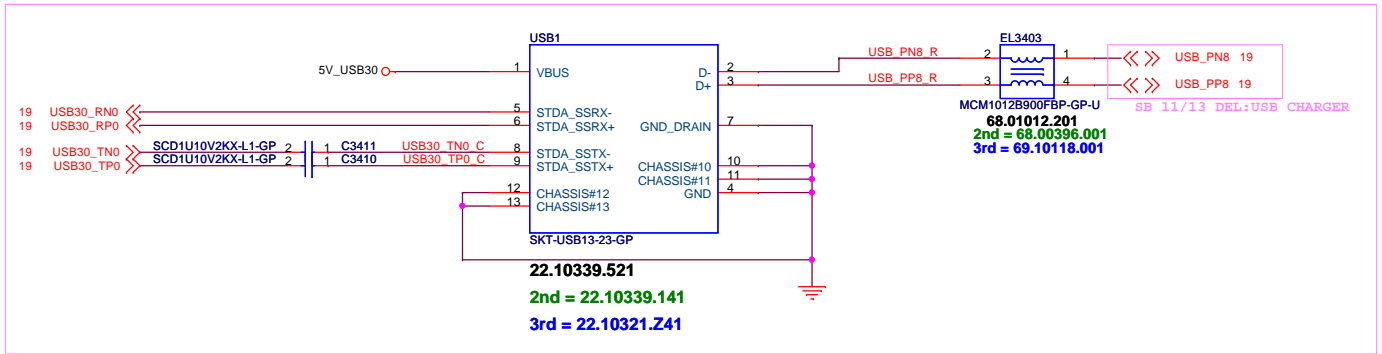 USB1
EL3403
5V_USB30
1 VBUS
D- 2
D+ 3
USB_PN8_R
USB_PP8_R
2 1
3 4
USB_PN8 19
USB_PP8 19
MCM1012B900FBP-GP-U
68.01012.201
2nd = 68.00396.001
3rd = 69.10118.001
SB 11/13 DEL:USB CHARGER
19 USB30_RN0
19 USB30_RP0
5 STDA_SSRX-
6 STDA_SSRX+
GND_DRAIN 7
19 USB30_TN0 SCD1U10V2KX-L1-GP 2 1 C3411 USB30_TN0_C 8 STDA_SSTX-
19 USB30_TP0 SCD1U10V2KX-L1-GP 2 1 C3410 USB30_TP0_C 9 STDA_SSTX+
CHASSIS#10 10
CHASSIS#11 11
GND 4
12 CHASSIS#12
13 CHASSIS#13
SKT-USB13-23-GP
22.10339.521
2nd = 22.10339.141
3rd = 22.10321.Z41